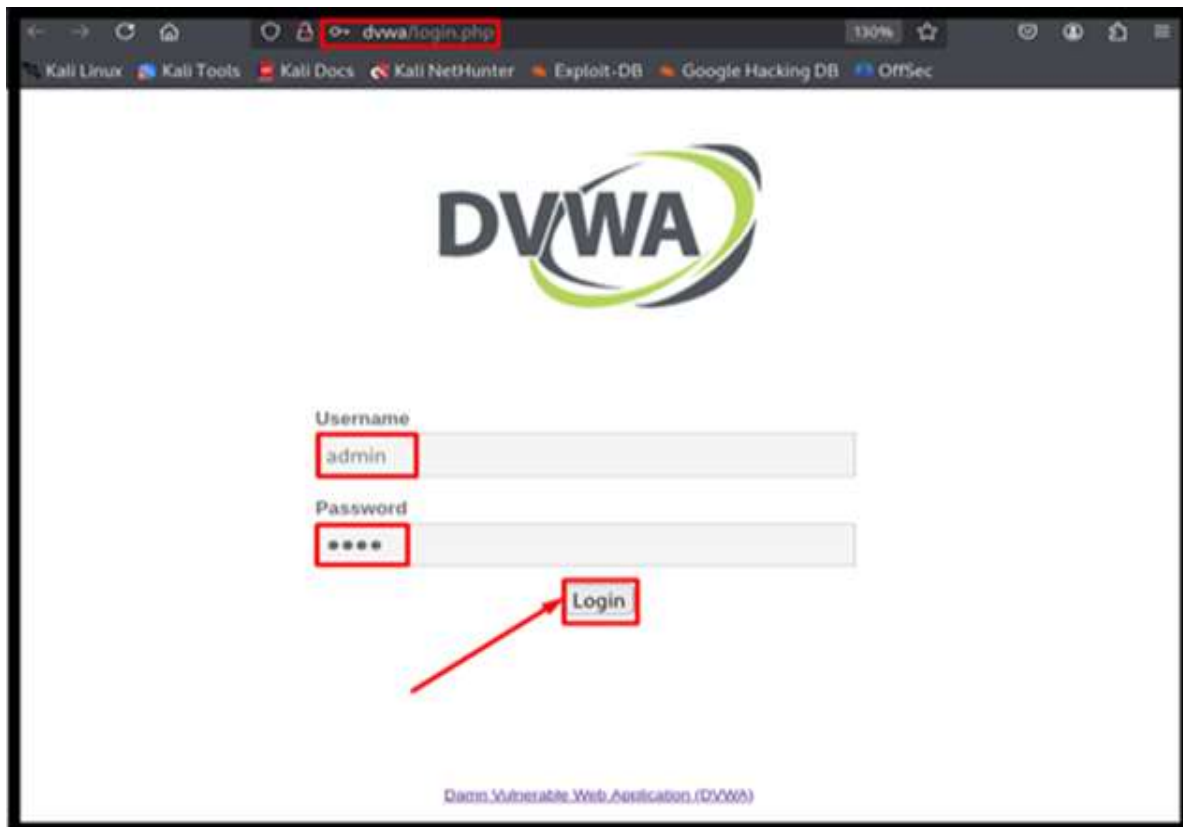 dvwa/login.php 130%
Kali Linux Kali Tools Kali Docs Kali NetHunter Exploit-DB Google Hacking DB OffSec
DVWA
Username
admin
Password
Login
Damn Vulnerable Web Application (DVWA)